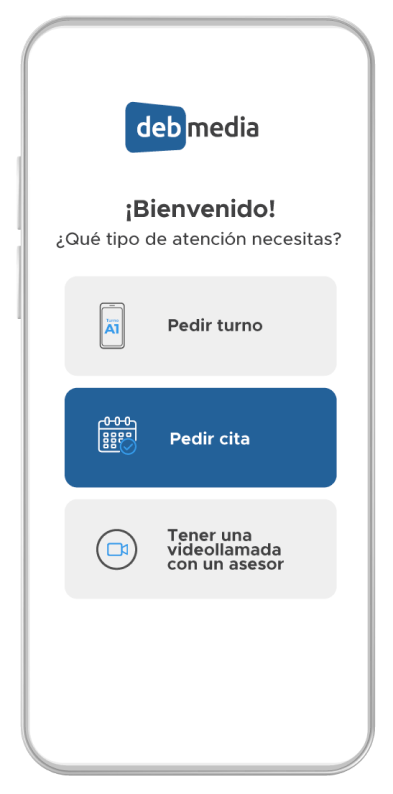 debmedia
¡Bienvenido!
¿Qué tipo de atención necesitas?
Turno
A1
Pedir turno
Pedir cita
Tener una
videollamada
con un asesor